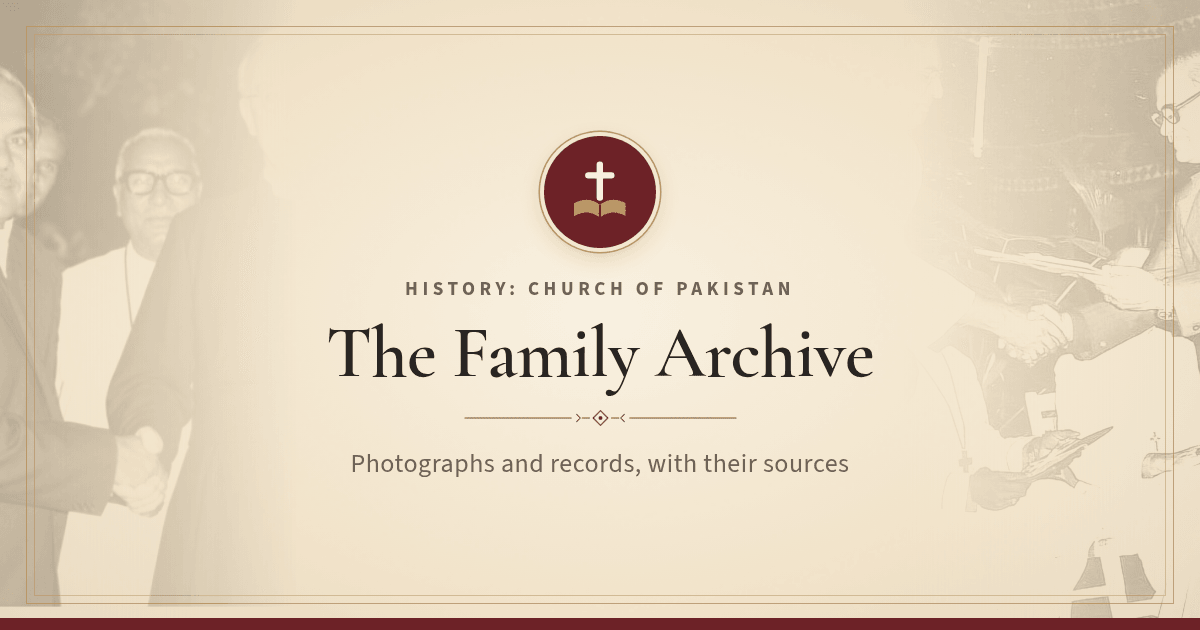 HISTORY: CHURCH OF PAKISTAN
The Family Archive
Photographs and records, with their sources